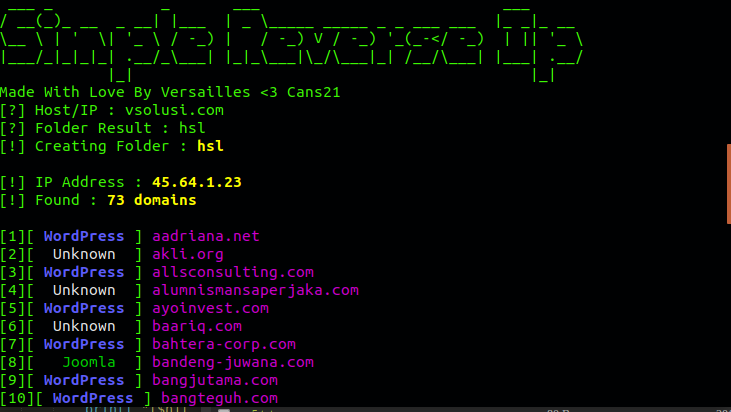 Simple Reverse Ip
Made With Love By Versailles <3 Cans21
[?] Host/IP : vsolusi.com
[?] Folder Result : hsl
[!] Creating Folder : hsl
[!] IP Address : 45.64.1.23
[!] Found : 73 domains
[1][ WordPress ] aadriana.net
[2][ Unknown ] akli.org
[3][ WordPress ] allsconsulting.com
[4][ Unknown ] alumnismansaperjaka.com
[5][ WordPress ] ayoinvest.com
[6][ Unknown ] baariq.com
[7][ WordPress ] bahtera-corp.com
[8][ Joomla ] bandeng-juwana.com
[9][ WordPress ] bangjutama.com
[10][ WordPress ] bangteguh.com